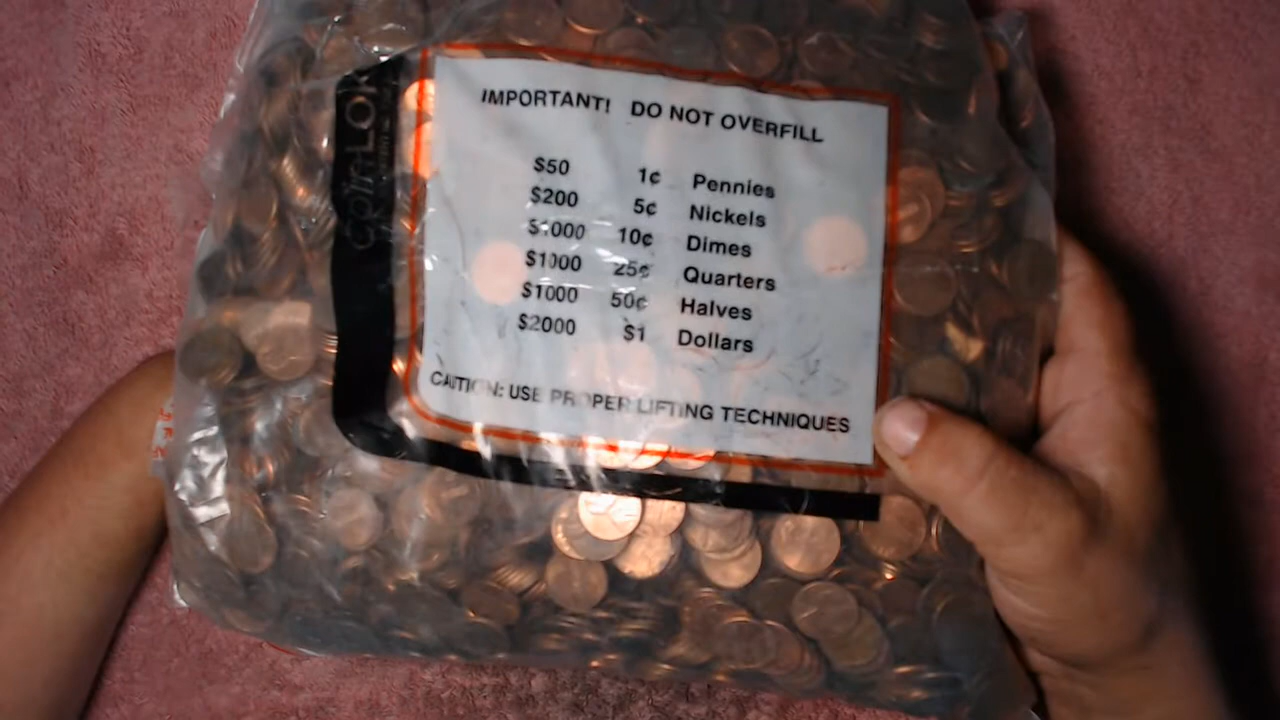 IMPORTANT! DO NOT OVERFILL
$50 1¢ Pennies
$200 5¢ Nickels
$1000 10¢ Dimes
$1000 25¢ Quarters
$1000 50¢ Halves
$2000 $1 Dollars
CAUTION: USE PROPER LIFTING TECHNIQUES
coinLOK